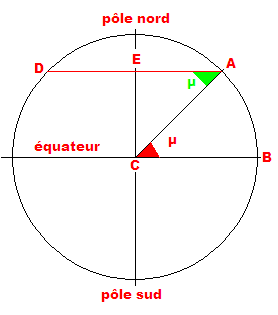 pôle nord
D E A
μ
équateur μ
C B
pôle sud